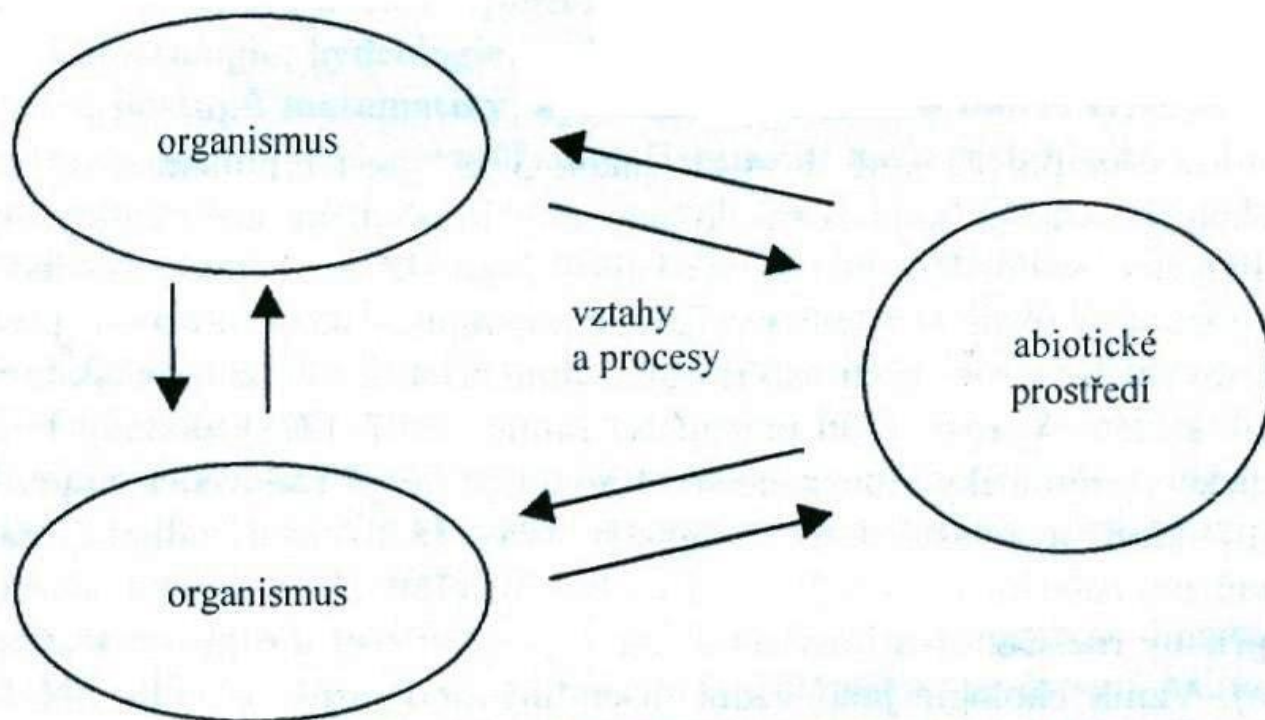 organismus
vztahy
a procesy
abiotické
prostředí
organismus